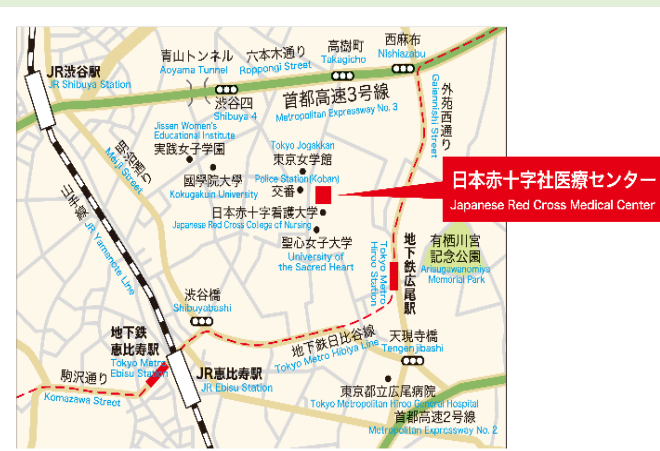 西麻布
Nishiazabu
高樹町
Takagicho
六本木通り
Roppongi Street
青山トンネル
Aoyama Tunnel
JR渋谷駅
JR Shibuya Station
渋谷四
Shibuya 4
首都高速3号線
Metropolitan Expressway No. 3
外苑西通り
Gaiennishi Street
明治通り
Meiji Street
Jissen Women's
Educational Institute
実践女子学園
Tokyo Jogakkan
東京女学館
國學院大學
Kokugakuin University
Police Station(Koban)
交番
日本赤十字社医療センター
Japanese Red Cross Medical Center
山手線
JR Yamanote Line
日本赤十字看護大学
Japanese Red Cross College of Nursing
聖心女子大学
University of
the Sacred Heart
Tokyo Metro
Hiroo Station
地下鉄広尾駅
有栖川宮
記念公園
Arisugawanomiya
Memorial Park
渋谷橋
Shibuyabashi
地下鉄
恵比寿駅
Tokyo Metro
Ebisu Station
地下鉄日比谷線
Tokyo Metro Hibiya Line
天現寺橋
Tengenjibashi
駒沢通り
Komazawa Street
JR恵比寿駅
JR Ebisu Station
東京都立広尾病院
Tokyo Metropolitan Hiroo General Hospital
首都高速2号線
Metropolitan Expressway No. 2